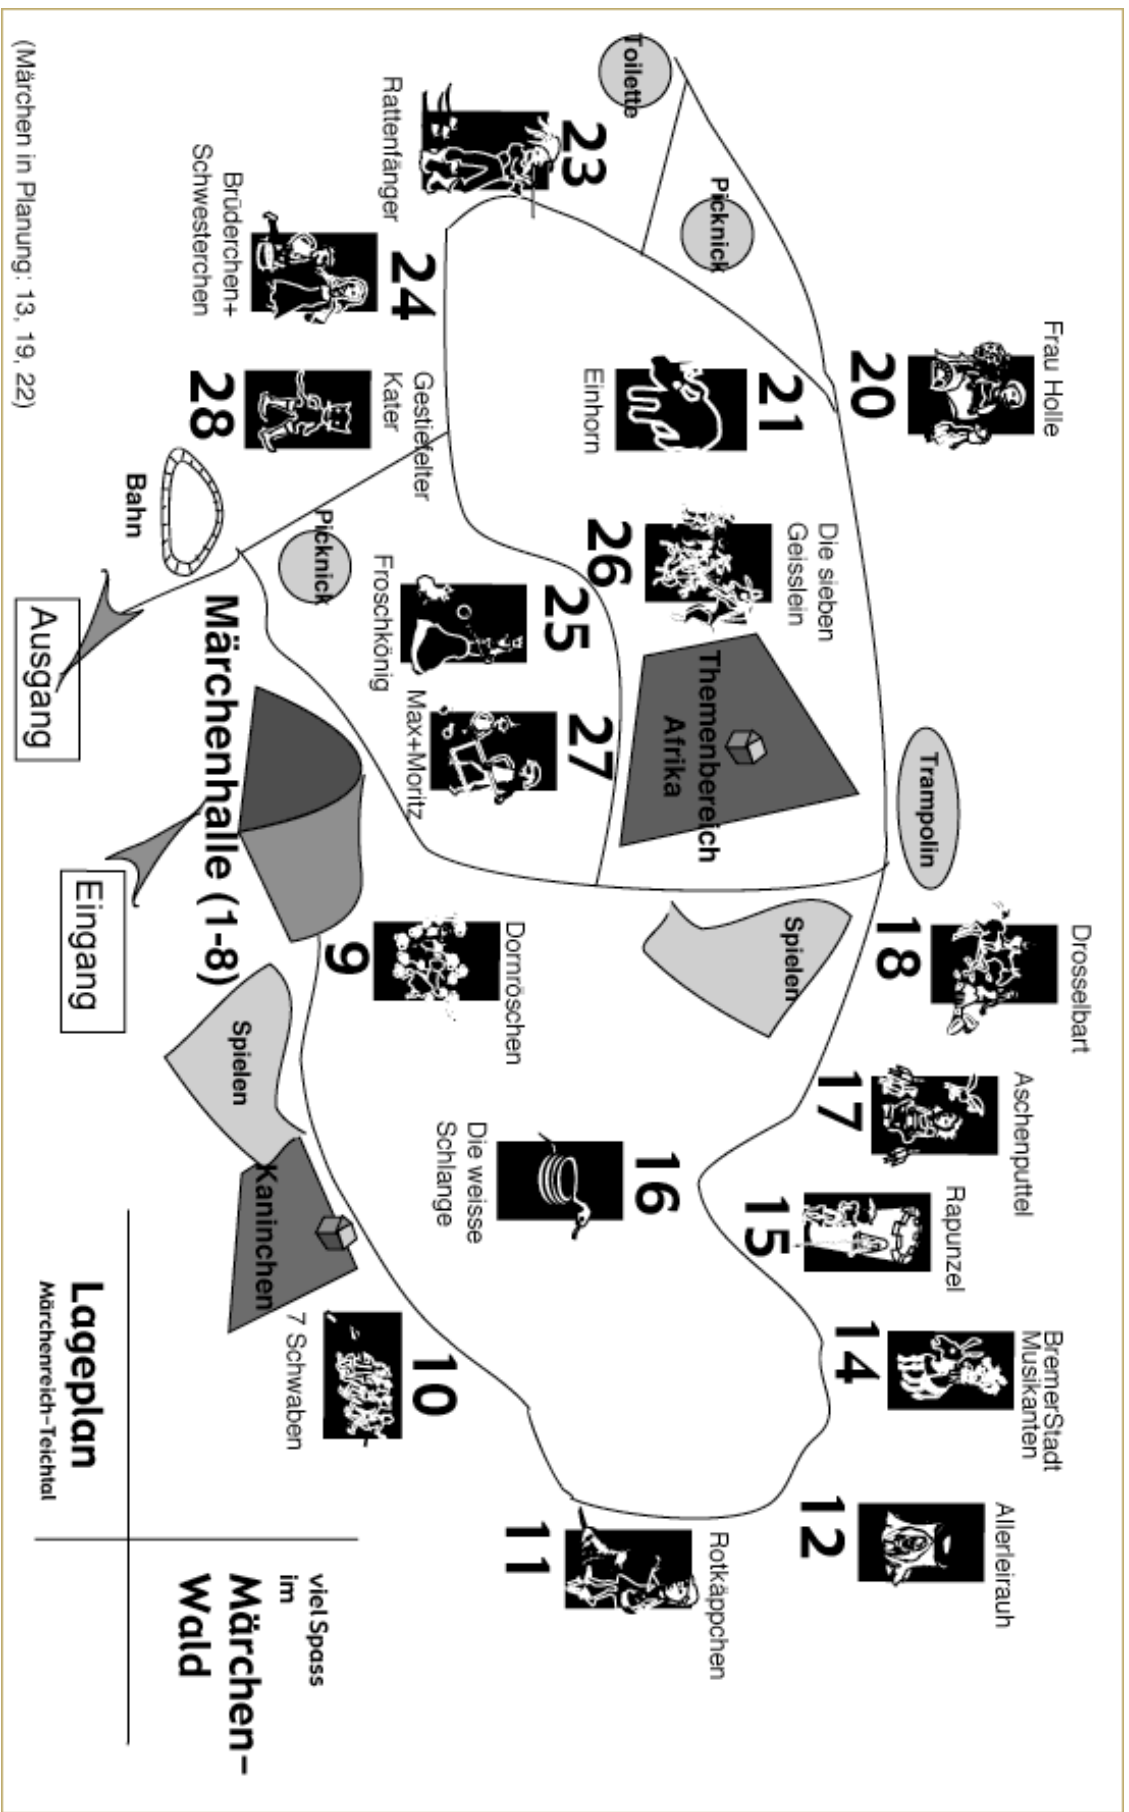 Frau Holle
20
Drosselbart
18
Aschenputtel
17
Rapunzel
15
BremerStadt
Musikanten
14
Allerleirauh
12
Trampolin
Picknick
Toilette
23
Rattenfänger
21
Einhorn
Die sieben
Geisslein
26
Themenbereich
Afrika
Spielen
16
Die weisse
Schlange
Rotkäppchen
11
24
Brüderchen+
Schwesterchen
Gestiefelter
Kater
28
25
Froschkönig
27
Max+Moritz
Picknick
Dornröschen
9
10
7 Schwaben
Bahn
Märchenhalle (1-8)
Spielen
Kaninchen
Ausgang
Eingang
(Märchen in Planung: 13, 19, 22)
Lageplan
Märchenreich-Teichtal
viel Spass
im
Märchen-
Wald